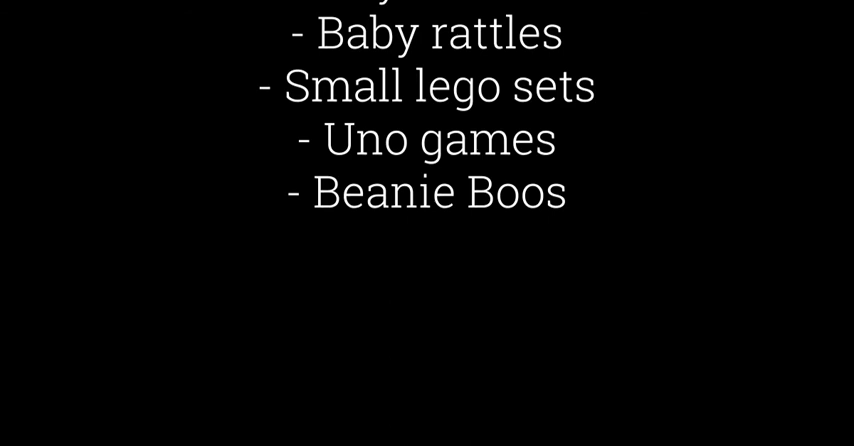 - Baby rattles
- Small lego sets
- Uno games
- Beanie Boos